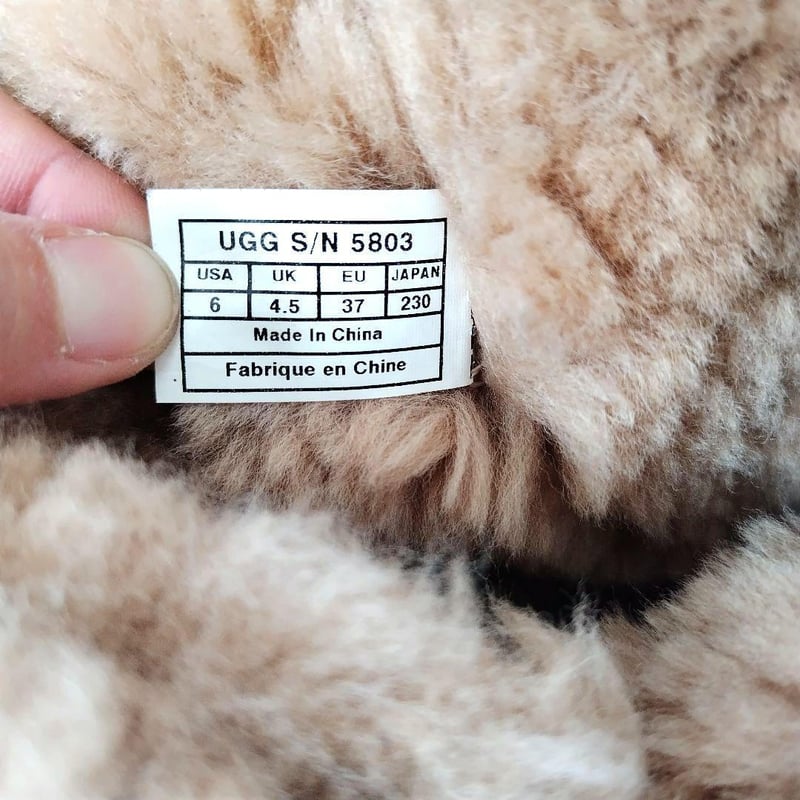 UGG S/N 5803
USA UK EU JAPAN
6 4.5 37 230
Made In China
Fabrique en Chine